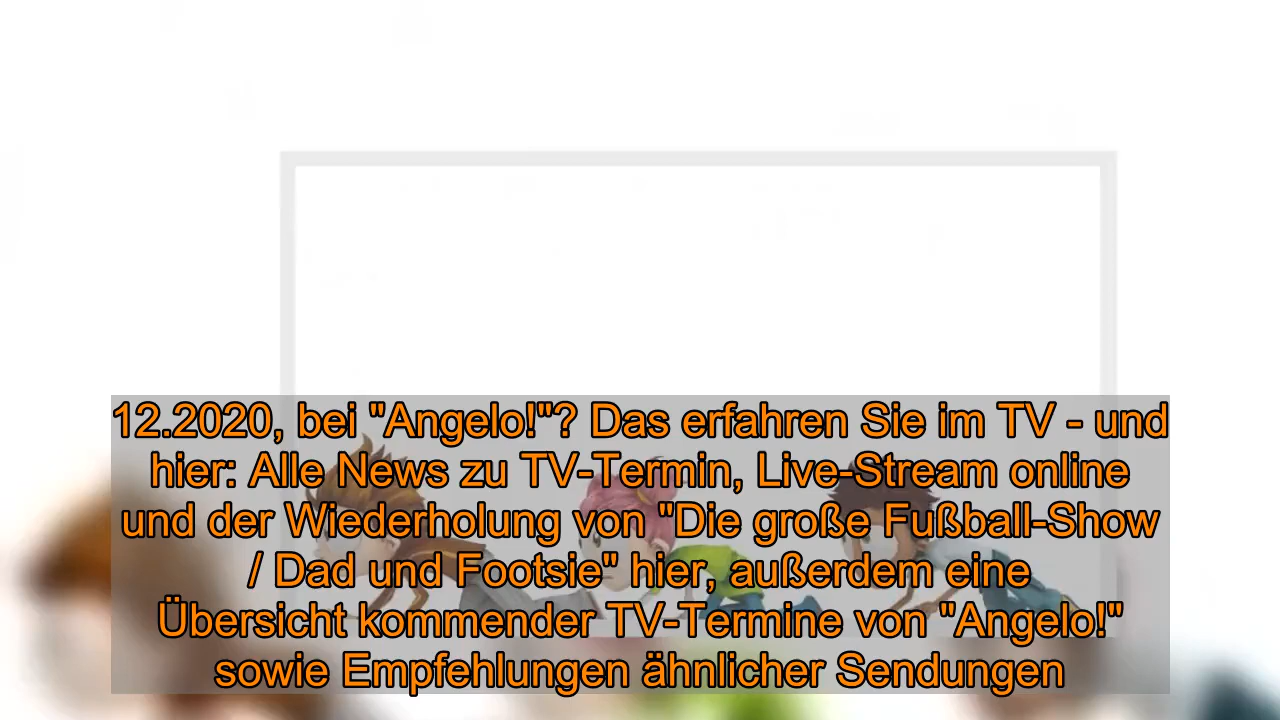 12.2020, bei "Angelo!"? Das erfahren Sie im TV - und
hier: Alle News zu TV-Termin, Live-Stream online
und der Wiederholung von "Die große Fußball-Show
/ Dad und Footsie" hier, außerdem eine
Übersicht kommender TV-Termine von "Angelo!"
sowie Empfehlungen ähnlicher Sendungen